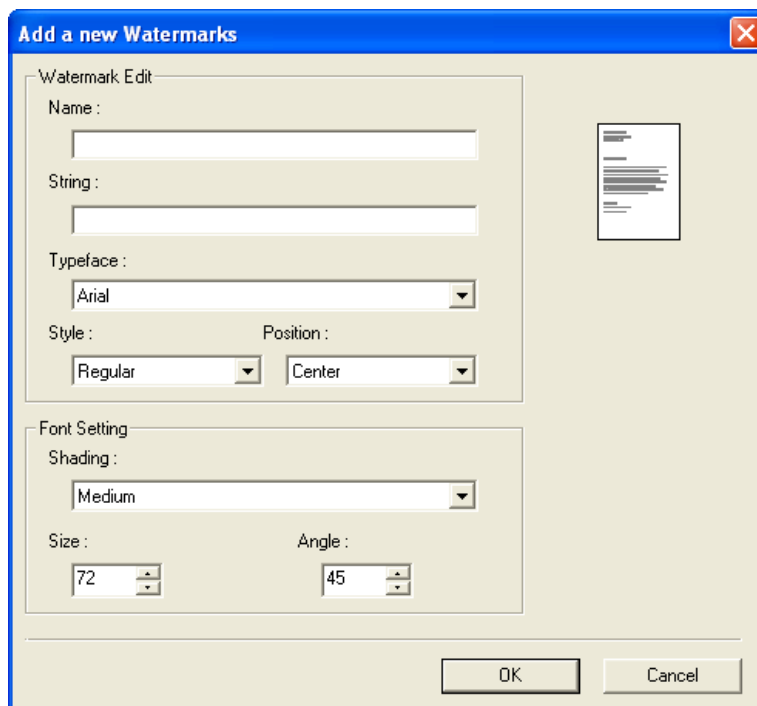 Add a new Watermarks
Watermark Edit
Name :
String :
Typeface :
Arial
Style : Position :
Regular Center
Font Setting
Shading :
Medium
Size : Angle :
72 45
OK Cancel